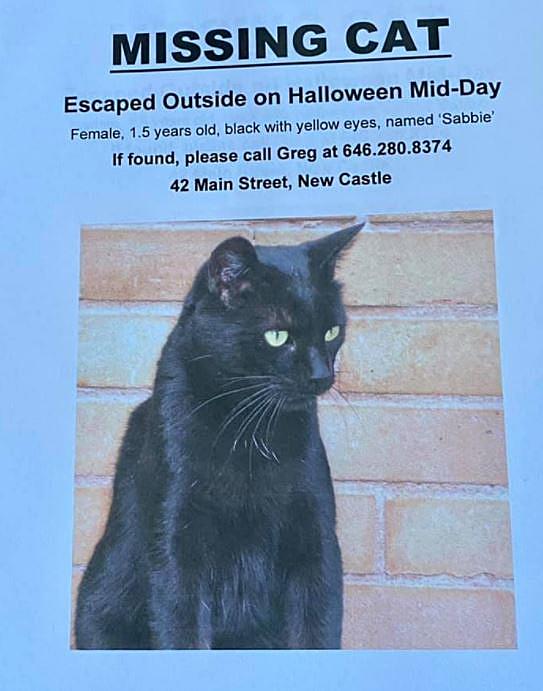 MISSING CAT
Escaped Outside on Halloween Mid-Day
Female, 1.5 years old, black with yellow eyes, named ‘Sabbie’
If found, please call Greg at 646.280.8374
42 Main Street, New Castle